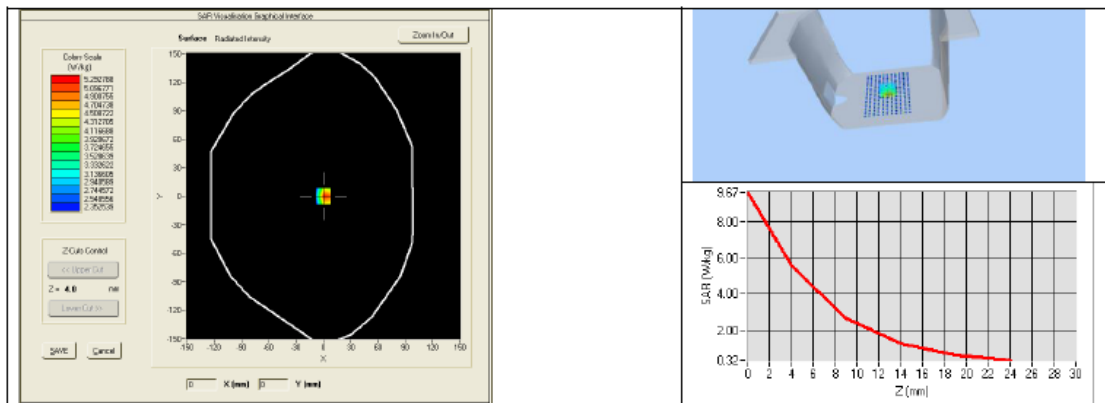 SAR Visualisation Graphical Interface
Surface Radiated Intensity
Zoom In/Out
Colors Scale
(W/kg)
5.292788
5.096771
4.900755
4.704738
4.508722
4.312705
4.116688
3.920672
3.724655
3.528639
3.332622
3.136605
2.940589
2.744572
2.548556
2.352539
150
120
90
60
30
0
-30
-60
-90
-120
-150
Y
-150 -120 -90 -60 -30 0 30 60 90 120 150
X
Z Cuts Control
<< Upper Cut
Z = 4.0 mm
Lower Cut >>
SAVE Cancel
0 X (mm) 0 Y (mm)
9.67
8.00
6.00
4.00
2.00
0.32
SAR (W/kg)
0 2 4 6 8 10 12 14 16 18 20 22 24 26 28 30
Z (mm)